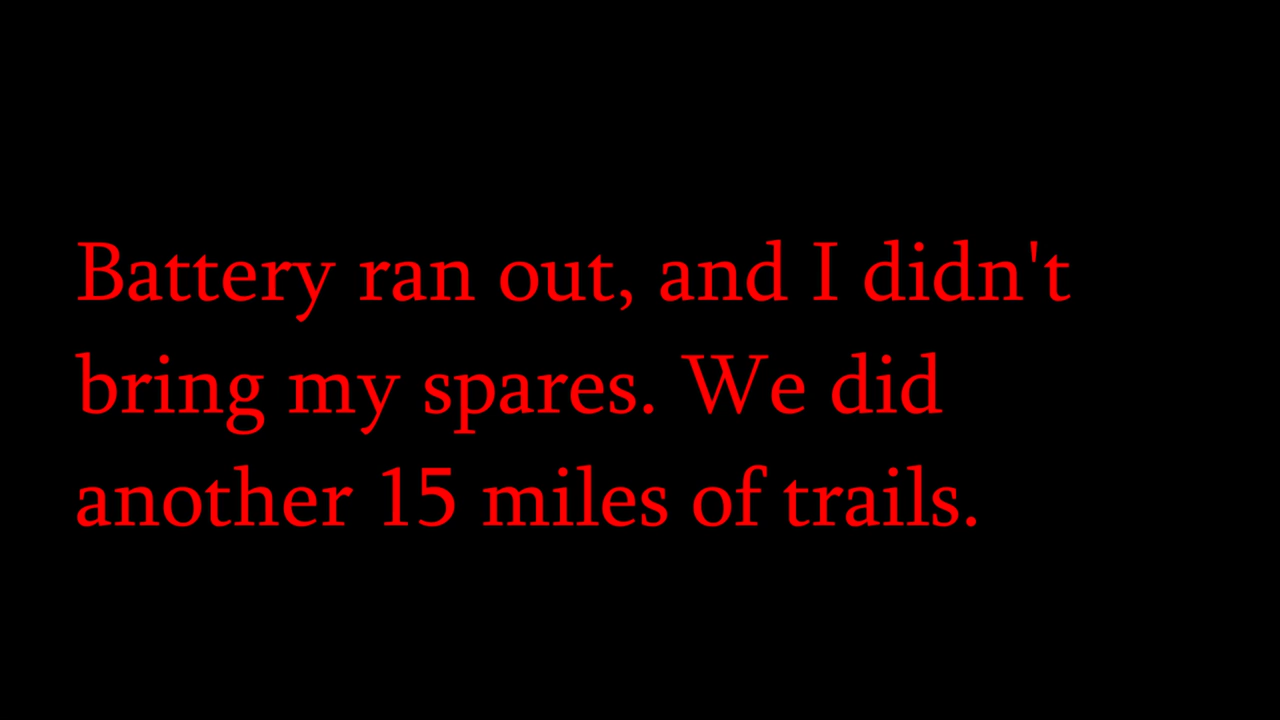 Battery ran out, and I didn't
bring my spares. We did
another 15 miles of trails.